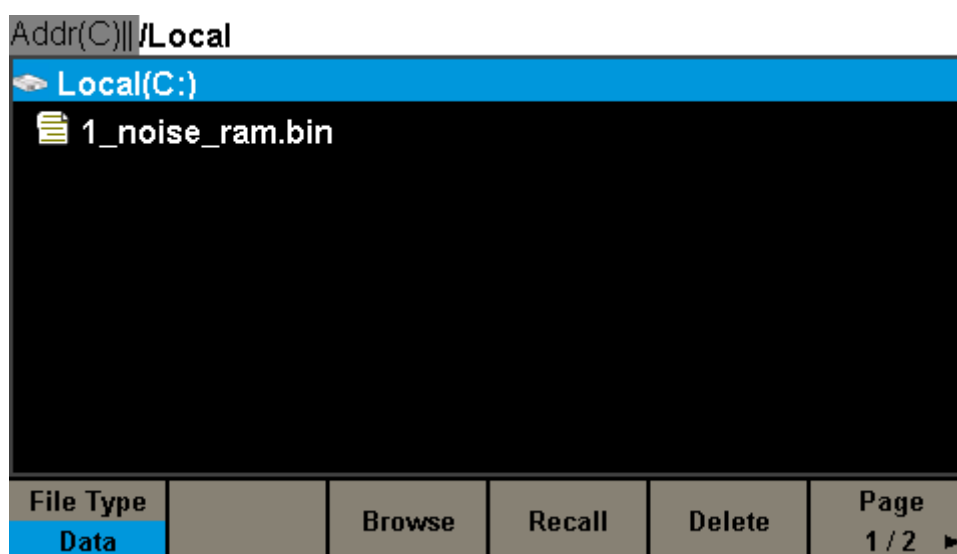 Addr(C)|| /Local
Local(C:)
1_noise_ram.bin
File Type
Data
Browse
Recall
Delete
Page
1 / 2